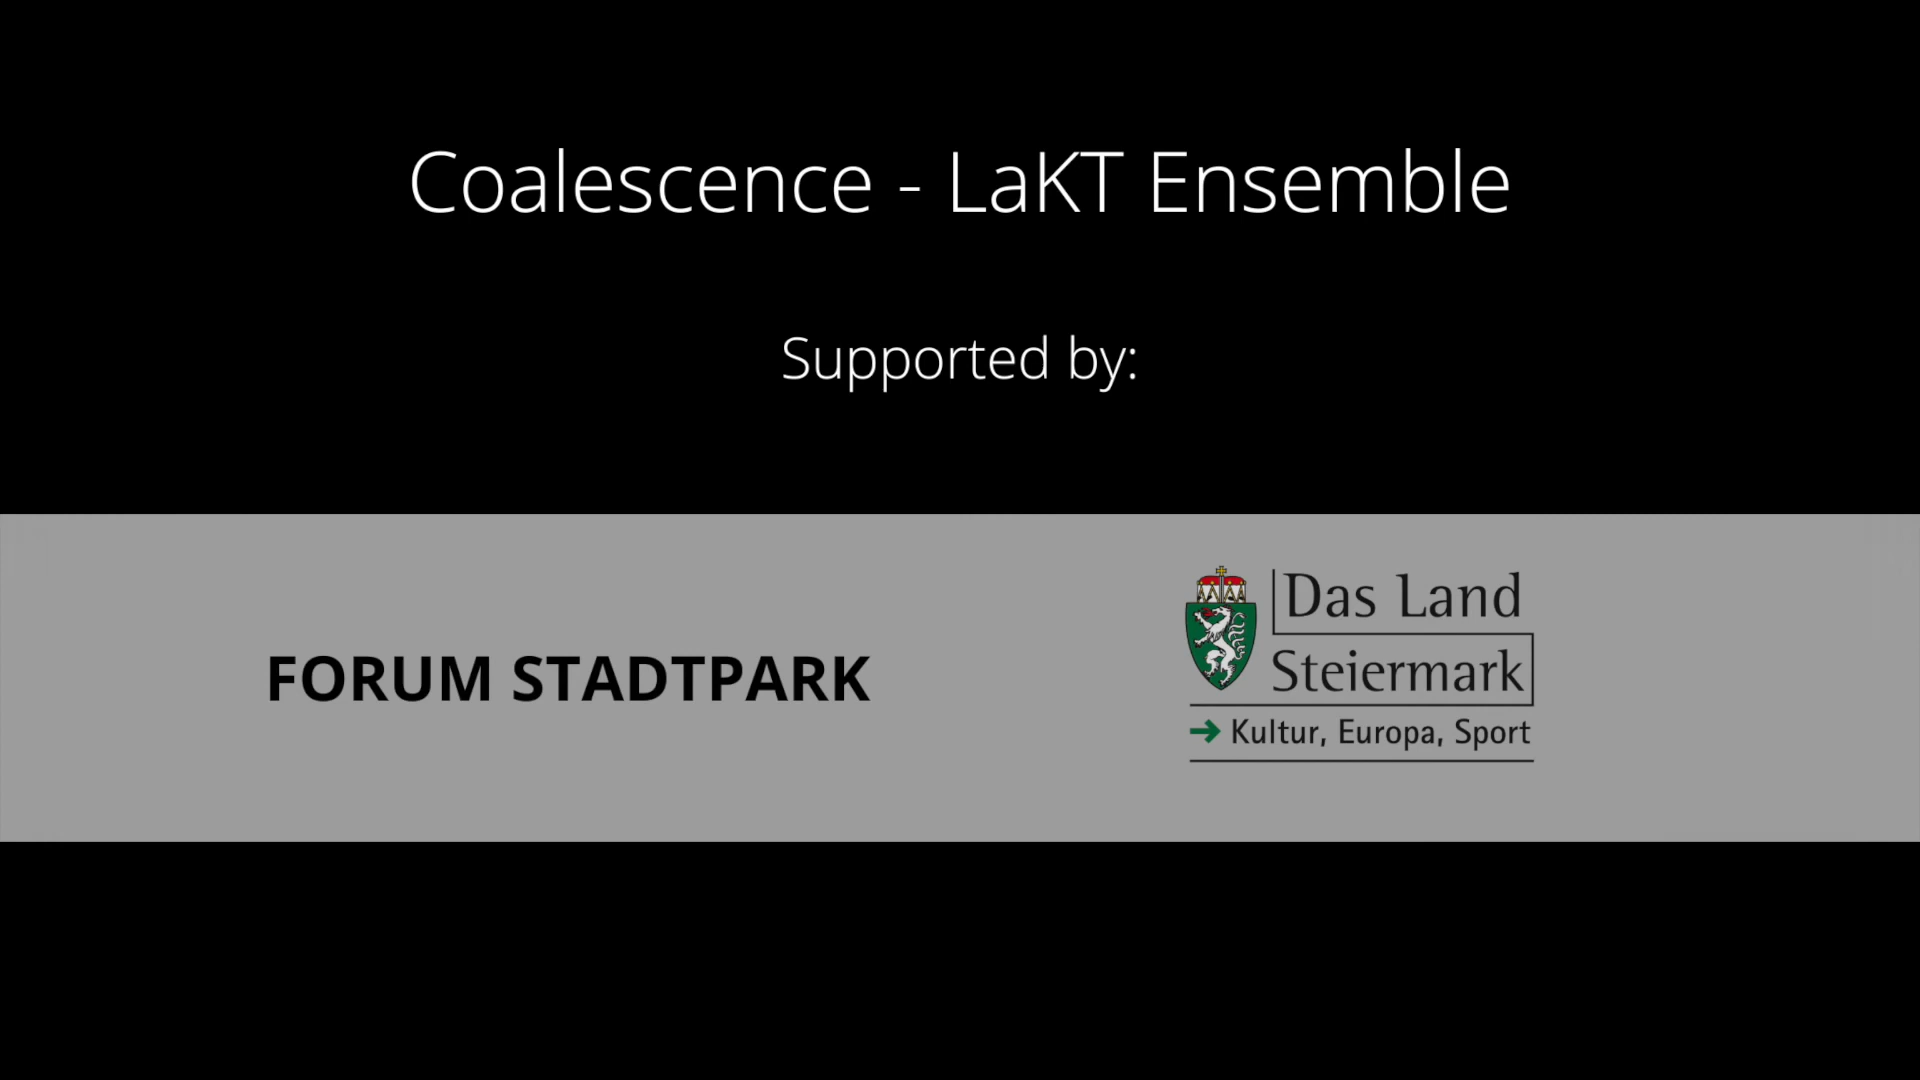 Coalescence - LaKT Ensemble
Supported by:
FORUM STADTPARK
Das Land
Steiermark
→ Kultur, Europa, Sport